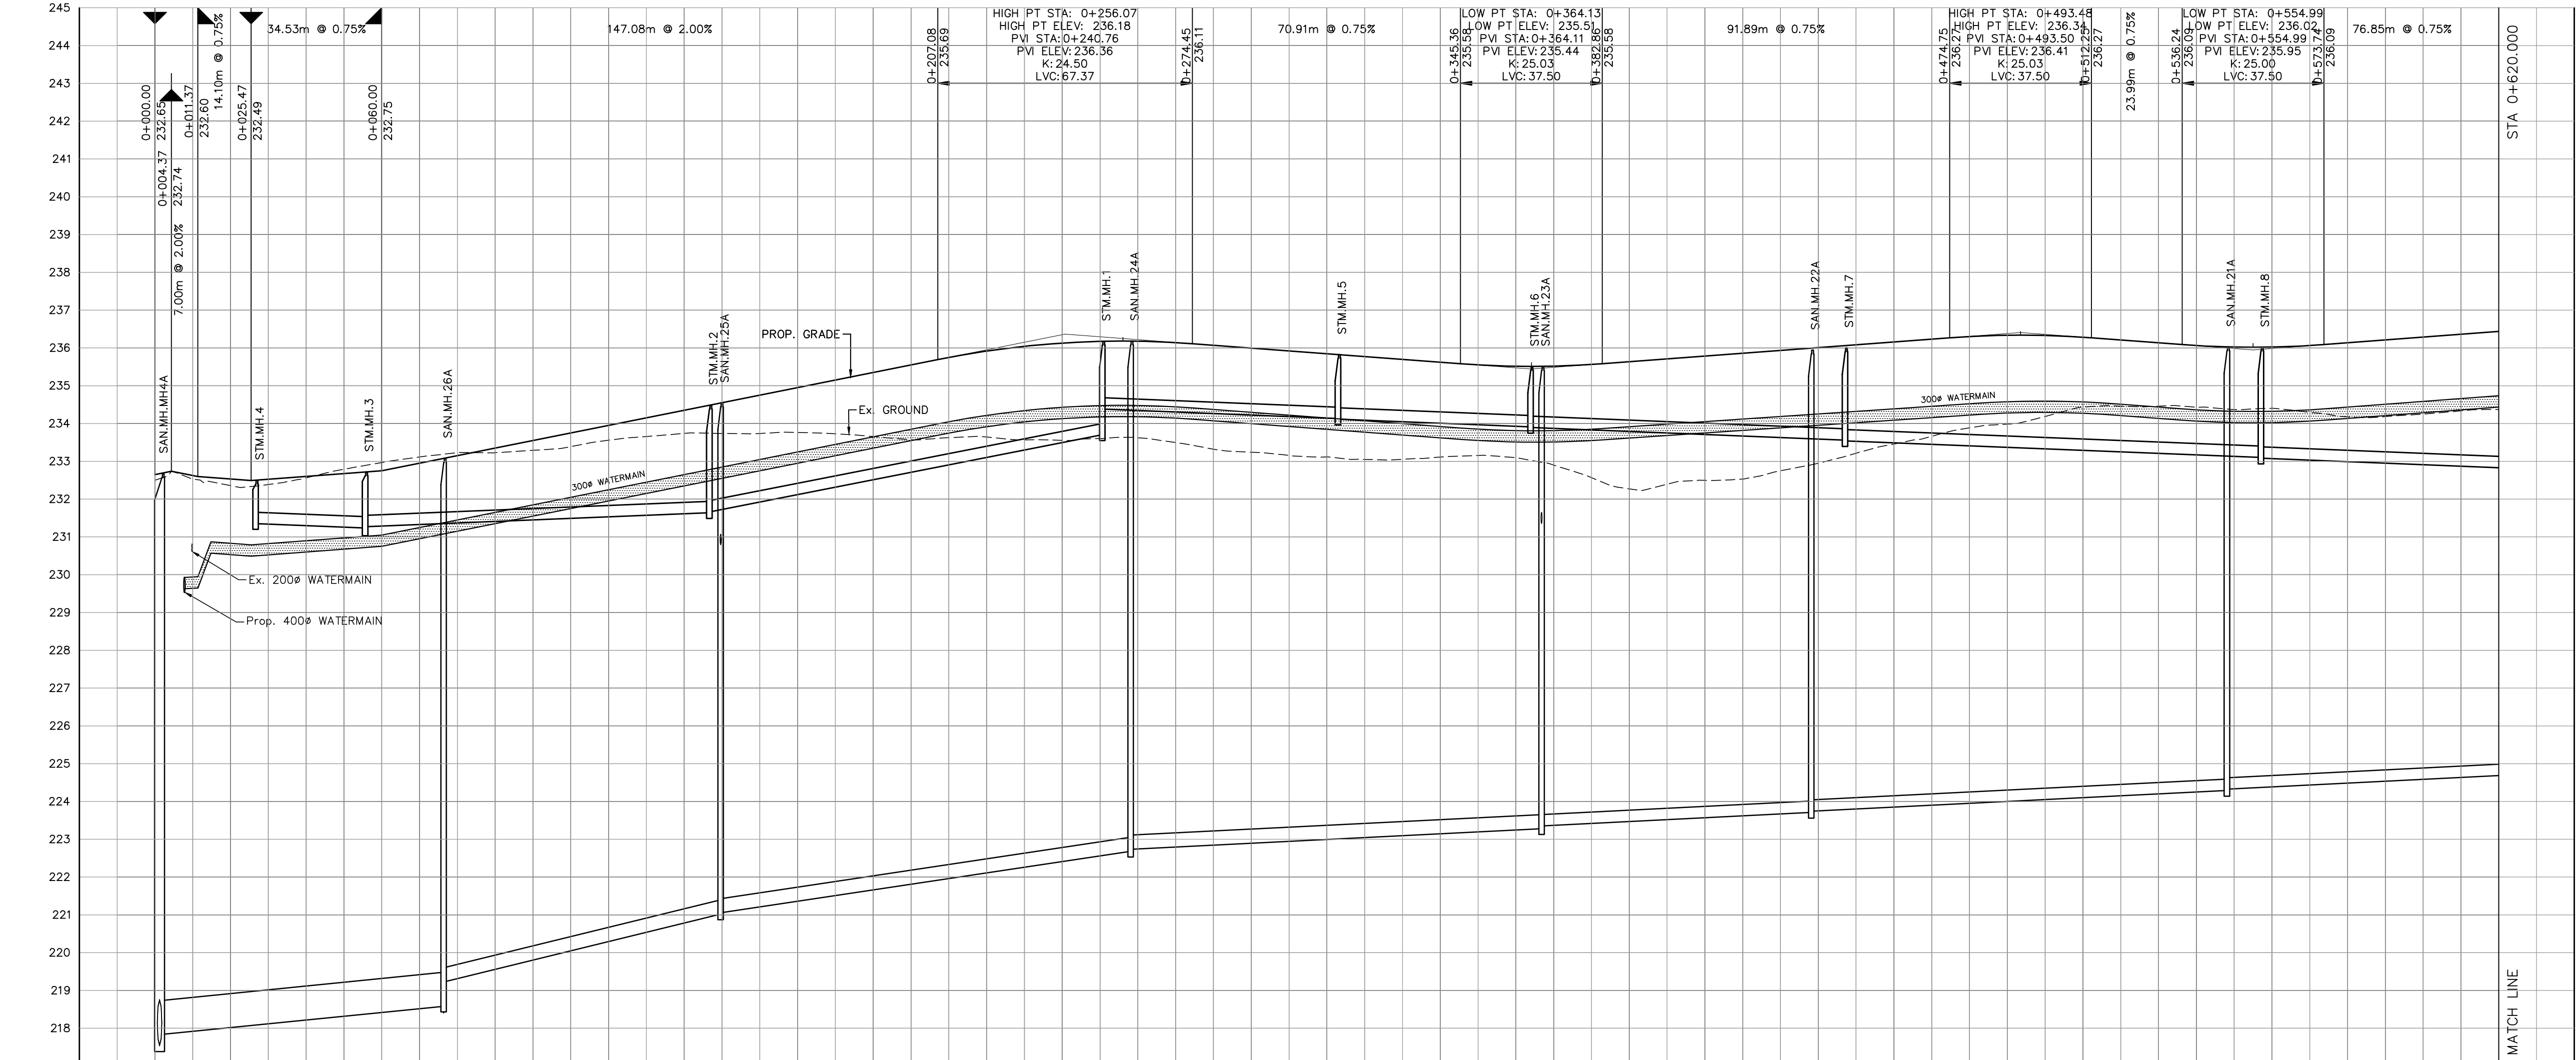 245
244
243
242
241
240
239
238
237
236
235
234
233
232
231
230
229
228
227
226
225
224
223
222
221
220
219
218
0+000.00
232.65
0+004.37
232.74
7.00m @ 2.00%
0+011.37
232.60
14.10m @ 0.75%
0+025.47
232.49
34.53m @ 0.75%
0+060.00
232.75
147.08m @ 2.00%
0+207.08
235.69
HIGH PT STA: 0+256.07
HIGH PT ELEV: 236.18
PVI STA:0+240.76
PVI ELEV:236.36
K:24.50
LVC:67.37
0+274.45
236.11
70.91m @ 0.75%
0+345.36
235.58
LOW PT STA: 0+364.13
LOW PT ELEV: 235.51
PVI STA:0+364.11
PVI ELEV:235.44
K:25.03
LVC:37.50
0+382.86
235.58
91.89m @ 0.75%
0+474.75
236.27
HIGH PT STA: 0+493.48
HIGH PT ELEV: 236.34
PVI STA:0+493.50
PVI ELEV:236.41
K:25.03
LVC:37.50
0+512.25
236.27
23.99m @ 0.75%
0+536.24
236.09
LOW PT STA: 0+554.99
LOW PT ELEV: 236.02
PVI STA:0+554.99
PVI ELEV:235.95
K:25.00
LVC:37.50
0+573.74
236.09
76.85m @ 0.75%
STA 0+620.000
SAN.MH.MH4A
STM.MH.4
STM.MH.3
SAN.MH.26A
STM.MH.2
SAN.MH.25A
PROP. GRADE
Ex. GROUND
STM.MH.1
SAN.MH.24A
STM.MH.5
STM.MH.6
SAN.MH.23A
SAN.MH.22A
STM.MH.7
SAN.MH.21A
STM.MH.8
300ø WATERMAIN
300ø WATERMAIN
Ex. 200ø WATERMAIN
Prop. 400ø WATERMAIN
MATCH LINE